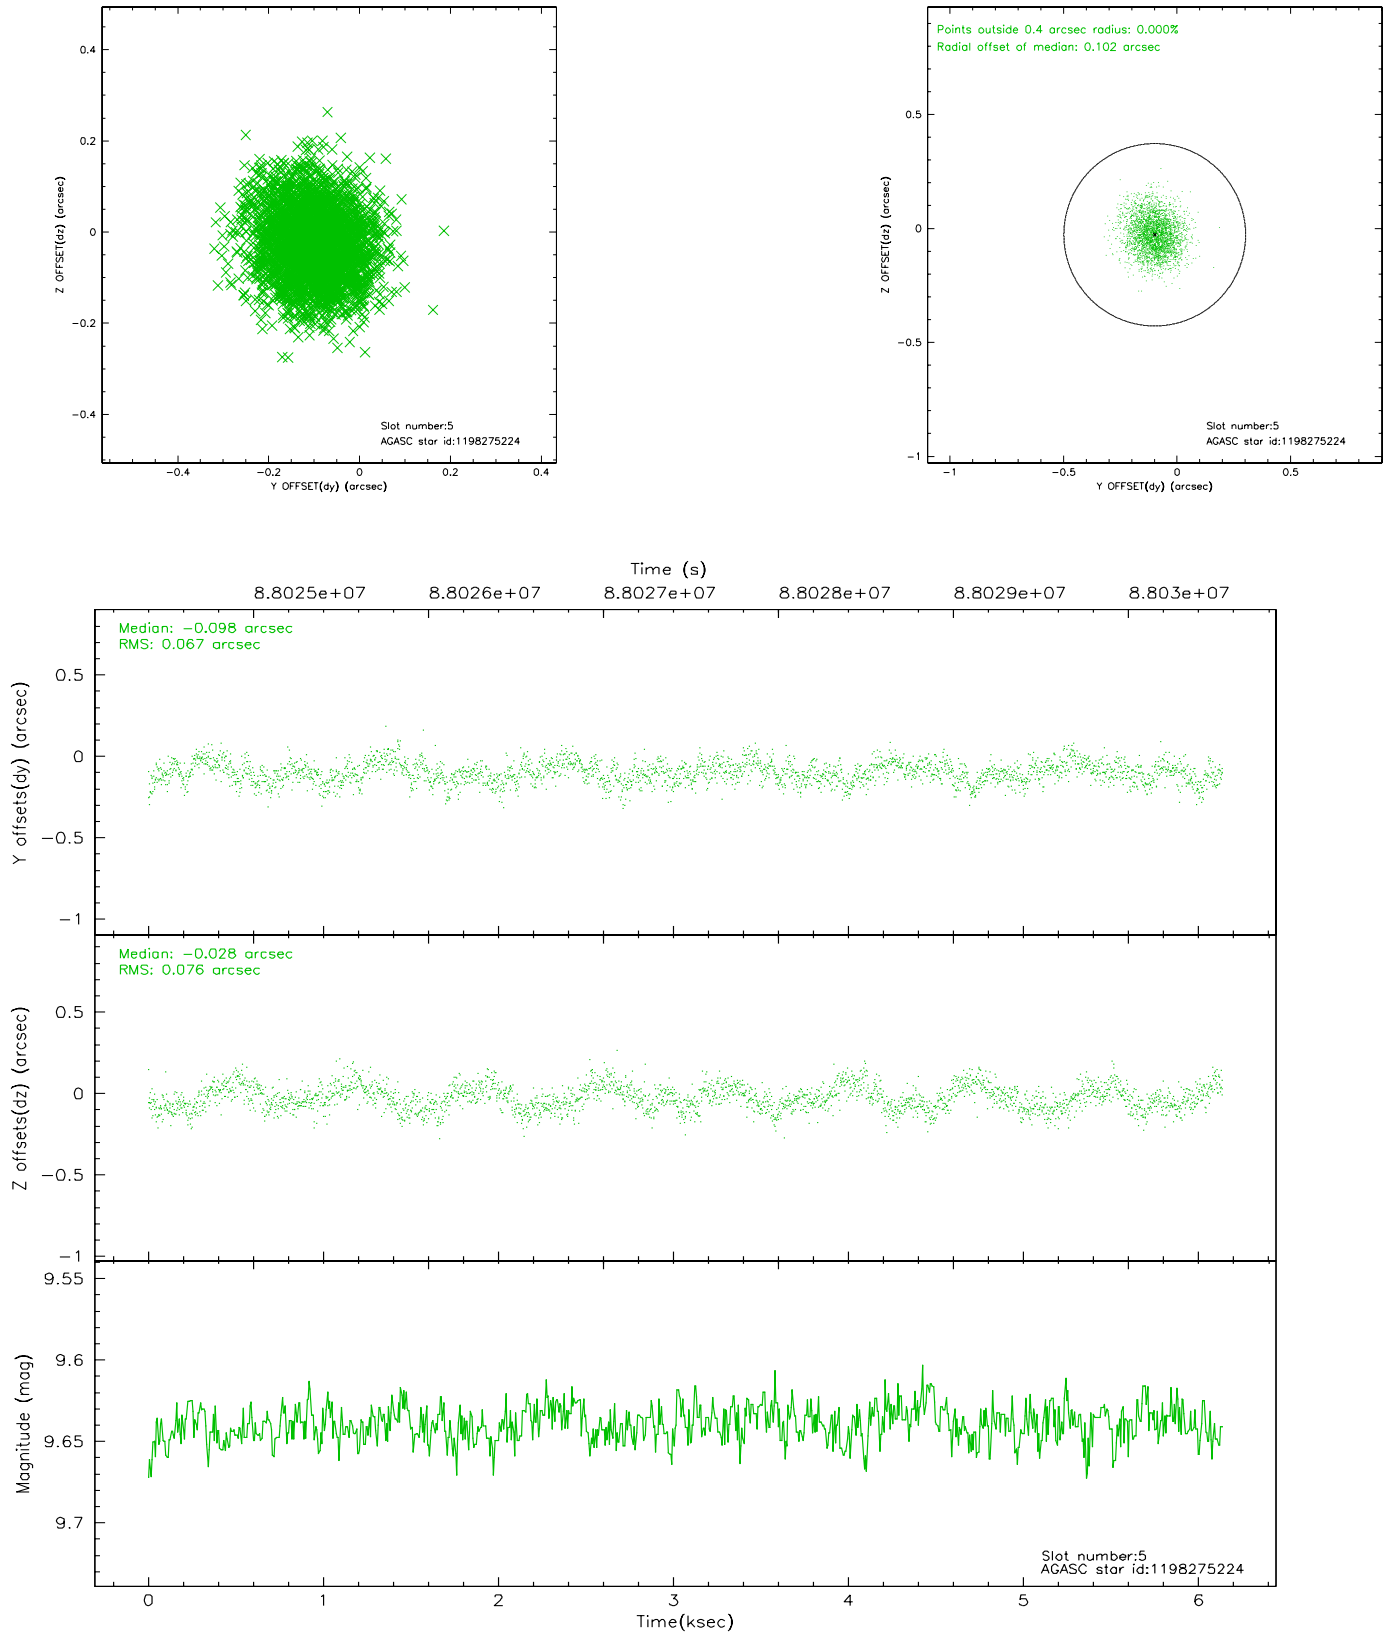 0.4
0.2
0
−0.2
−0.4
Z OFFSET(dz) (arcsec)
Slot number:5
AGASC star id:1198275224
−0.4
−0.2
0
0.2
0.4
Y OFFSET(dy) (arcsec)
Points outside 0.4 arcsec radius: 0.000%
Radial offset of median: 0.102 arcsec
0.5
0
−0.5
−1
Z OFFSET(dz) (arcsec)
Slot number:5
AGASC star id:1198275224
−1
−0.5
0
0.5
Y OFFSET(dy) (arcsec)
Time (s)
8.8025e+07
8.8026e+07
8.8027e+07
8.8028e+07
8.8029e+07
8.803e+07
Median: −0.098 arcsec
RMS: 0.067 arcsec
0.5
0
−0.5
−1
Y offsets(dy) (arcsec)
Median: −0.028 arcsec
RMS: 0.076 arcsec
0.5
0
−0.5
−1
Z offsets(dz) (arcsec)
9.55
9.6
9.65
9.7
Magnitude (mag)
Slot number:5
AGASC star id:1198275224
0
1
2
3
4
5
6
Time(ksec)